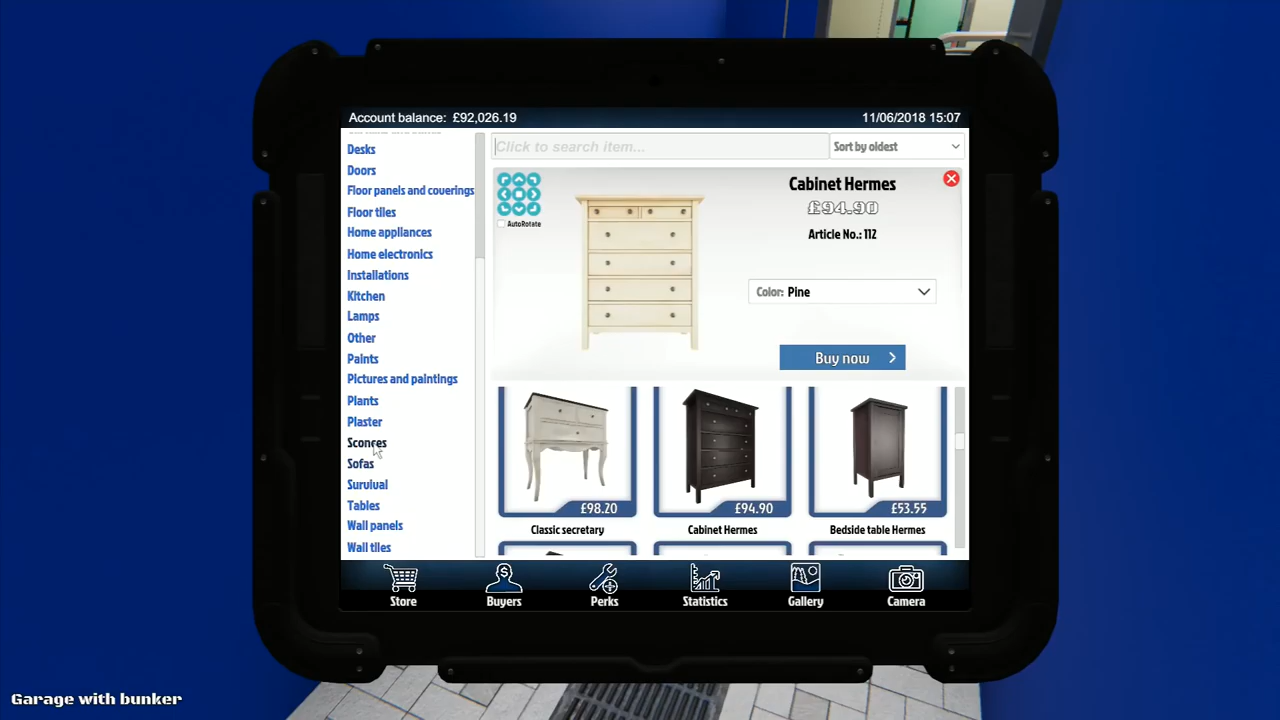 Account balance: £92,026.19
11/06/2018 15:07
Desks
Doors
Floor panels and coverings
Floor tiles
Home appliances
Home electronics
Installations
Kitchen
Lamps
Other
Paints
Pictures and paintings
Plants
Plaster
Sconces
Sofas
Survival
Tables
Wall panels
Wall tiles
Click to search item...
Sort by oldest
AutoRotate
Cabinet Hermes
£94.90
Article No.: 112
Color: Pine
Buy now
£98.20
£94.90
£53.55
Classic secretary
Cabinet Hermes
Bedside table Hermes
Store
Buyers
Perks
Statistics
Gallery
Camera
Garage with bunker